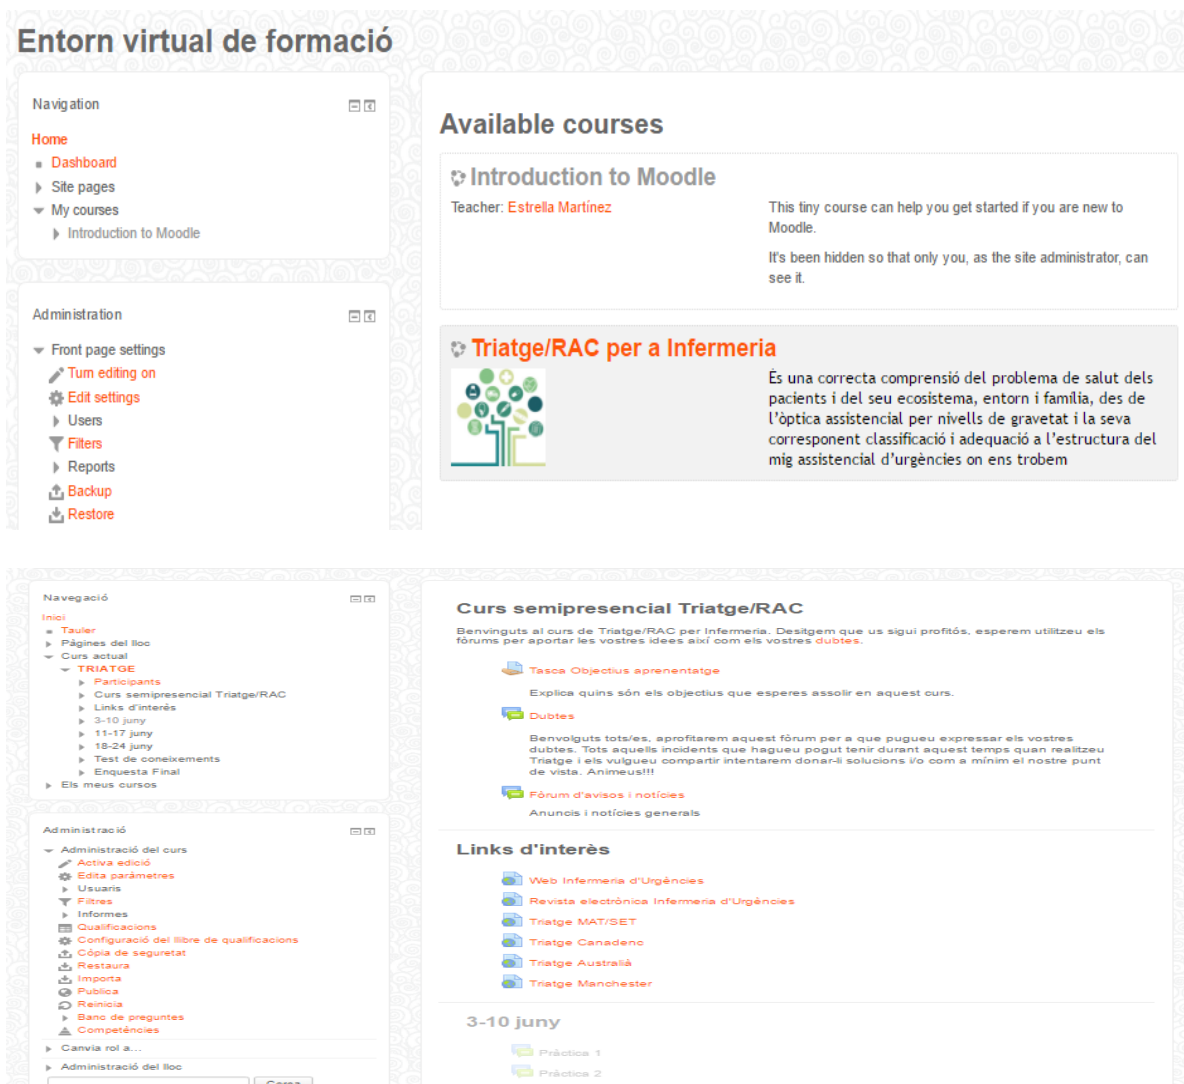 Entorn virtual de formació
Navigation
Home
Dashboard
Site pages
My courses
Introduction to Moodle
Administration
Front page settings
Turn editing on
Edit settings
Users
Filters
Reports
Backup
Restore
Available courses
Introduction to Moodle
Teacher: Estrella Martínez
This tiny course can help you get started if you are new to
Moodle.
It's been hidden so that only you, as the site administrator, can
see it.
Triatge/RAC per a Infermeria
És una correcta comprensió del problema de salut dels
pacients i del seu ecosistema, entorn i família, des de
l'òptica assistencial per nivells de gravetat i la seva
corresponent classificació i adequació a l'estructura del
mig assistencial d'urgències on ens trobem
Navegació
Inici
Tauler
Pàgines del lloc
Curs actual
TRIATGE
Participants
Curs semipresencial Triatge/RAC
Links d'interès
3-10 juny
11-17 juny
18-24 juny
Test de coneixements
Enquesta Final
Els meus cursos
Administració
Administració del curs
Activa edició
Edita paràmetres
Usuaris
Filtres
Informes
Qualificacions
Configuració del llibre de qualificacions
Còpia de seguretat
Restaura
Importa
Publica
Reinicia
Banc de preguntes
Competències
Canvia rol a...
Administració del lloc
Cerca
Curs semipresencial Triatge/RAC
Benvinguts al curs de Triatge/RAC per Infermeria. Desitgem que us sigui profitós, esperem utilitzeu els
fòrums per aportar les vostres idees així com els vostres dubtes.
Tasca Objectius aprenentatge
Explica quins són els objectius que esperes assolir en aquest curs.
Dubtes
Benvolguts tots/es, aprofitarem aquest fòrum per a que pugueu expressar els vostres
dubtes. Tots aquells incidents que hagueu pogut tenir durant aquest temps quan realitzeu
Triatge i els vulgueu compartir intentarem donar-li solucions i/o com a mínim el nostre punt
de vista. Animeus!!!
Fòrum d'avisos i notícies
Anuncis i notícies generals
Links d'interès
Web Infermeria d'Urgències
Revista electrònica Infermeria d'Urgències
Triatge MAT/SET
Triatge Canadenc
Triatge Australià
Triatge Manchester
3-10 juny
Pràctica 1
Pràctica 2